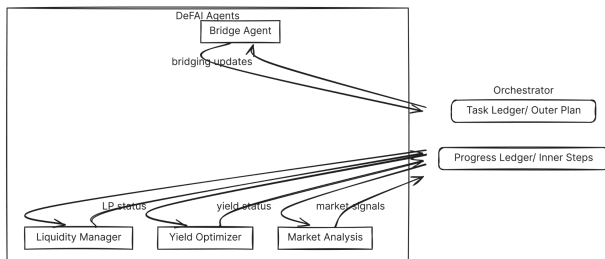 DeFAI Agents
Bridge Agent
bridging updates
Orchestrator
Task Ledger/ Outer Plan
Progress Ledger/ Inner Steps
LP status
yield status
market signals
Liquidity Manager
Yield Optimizer
Market Analysis